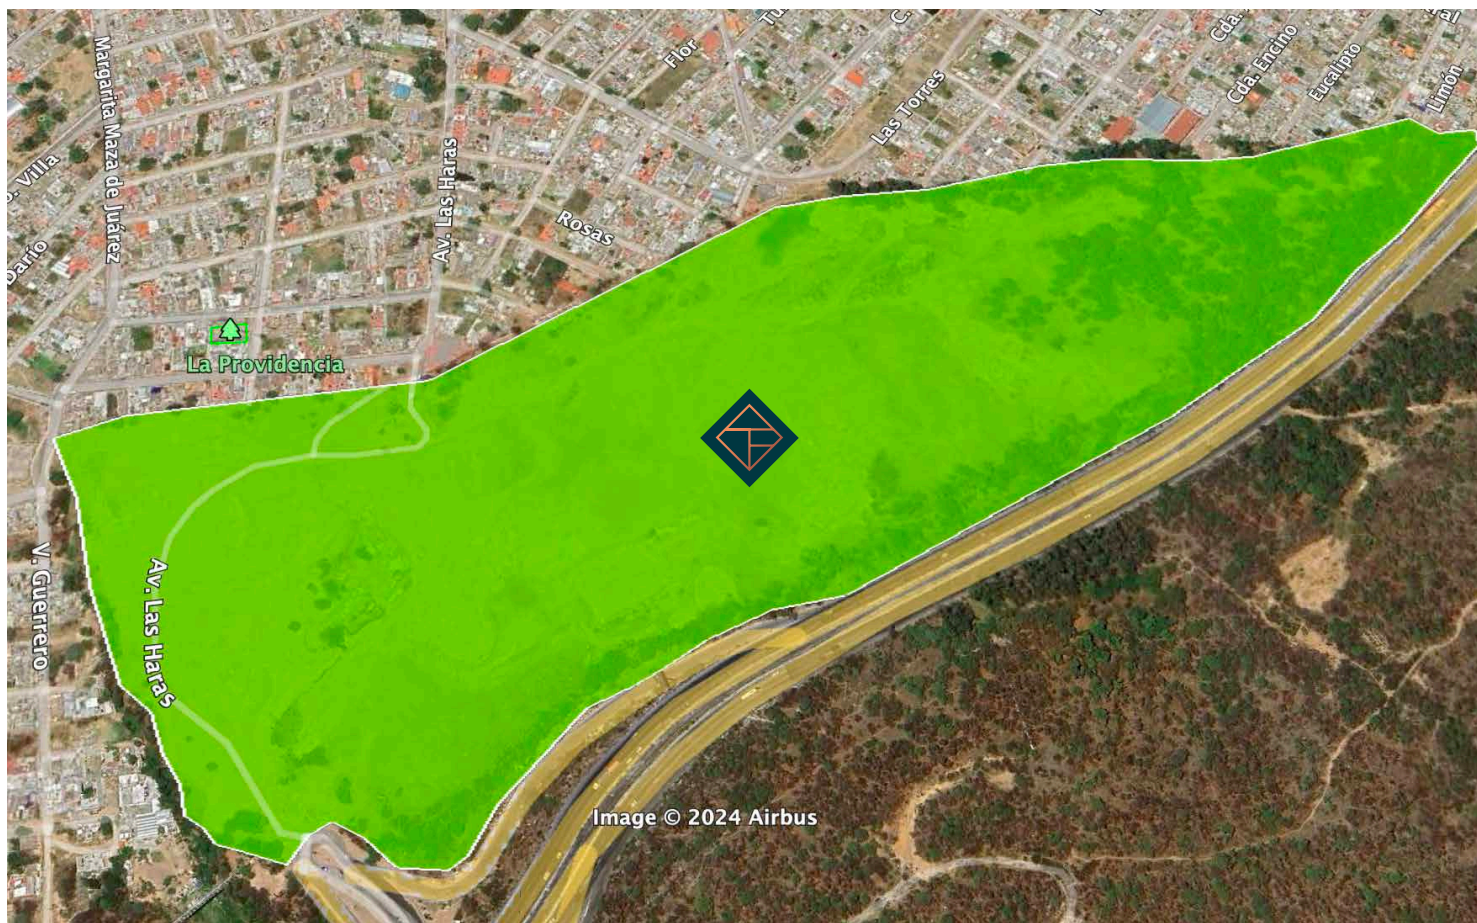 Margarita Maza de Juárez
Villa
Darío
Av. Las Haras
Flor
Las Torres
Rosas
Cda.
Cda. Encino
Eucalipto
Limón
La Providencia
V. Guerrero
Av. Las Haras
Image © 2024 Airbus